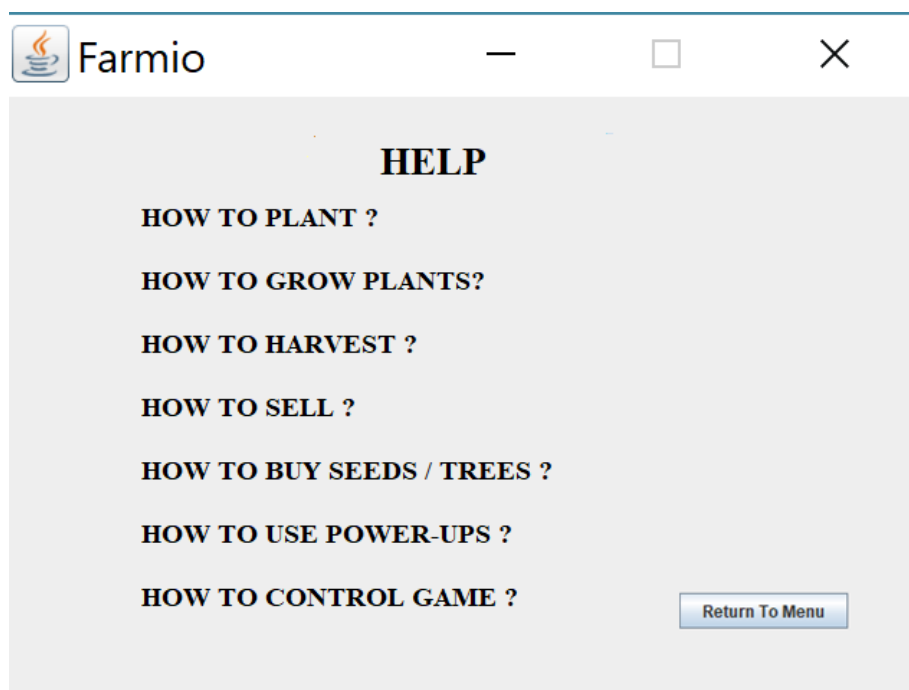 Farmio
HELP
HOW TO PLANT ?
HOW TO GROW PLANTS?
HOW TO HARVEST ?
HOW TO SELL ?
HOW TO BUY SEEDS / TREES ?
HOW TO USE POWER-UPS ?
HOW TO CONTROL GAME ?
Return To Menu